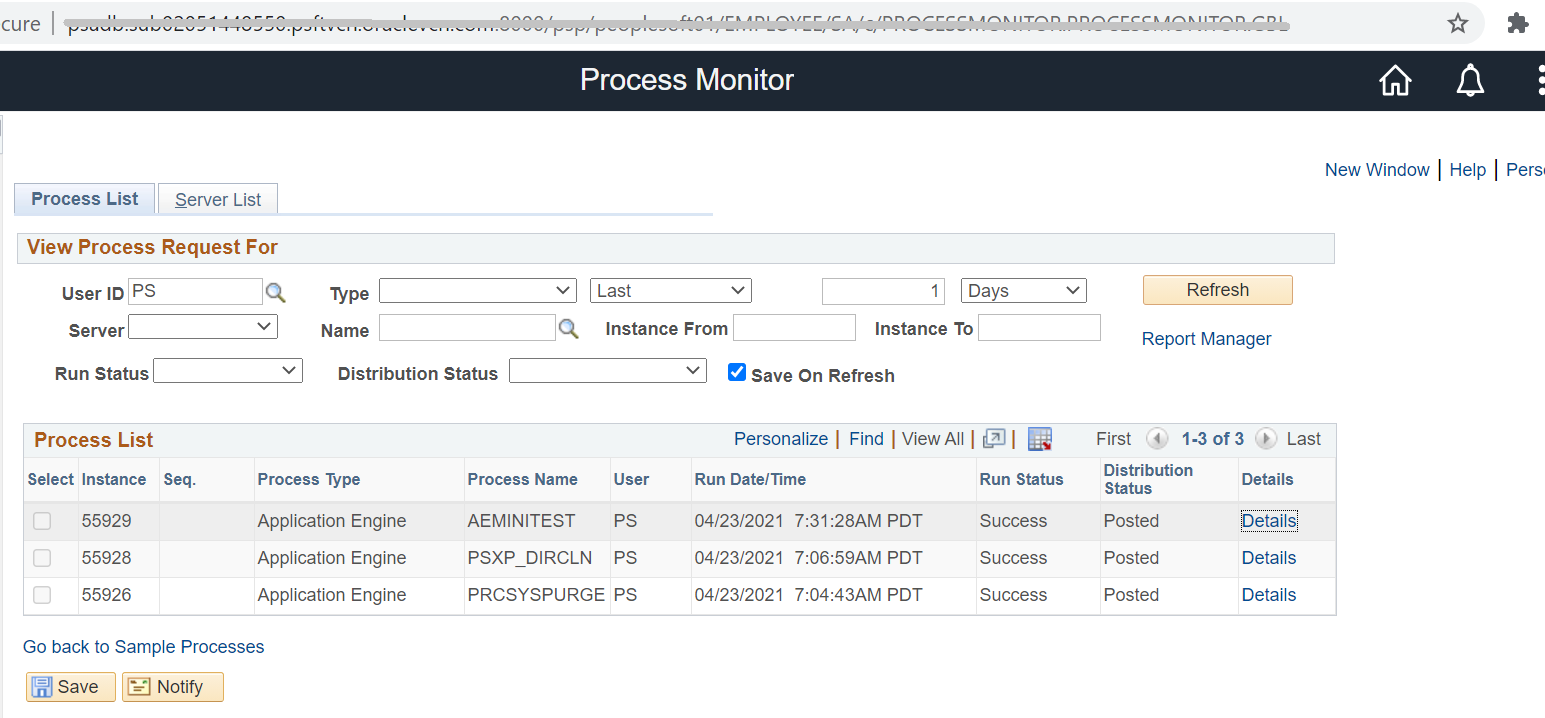 cure
Process Monitor
New Window | Help | Perso
Process List Server List
View Process Request For
User ID PS Type Last 1 Days Refresh
Server Name Instance From Instance To
Report Manager
Run Status Distribution Status Save On Refresh
Process List Personalize | Find | View All | | First 1-3 of 3 Last
Select Instance Seq. Process Type Process Name User Run Date/Time Run Status Distribution Status Details
55929 Application Engine AEMINITEST PS 04/23/2021 7:31:28AM PDT Success Posted Details
55928 Application Engine PSXP_DIRCLN PS 04/23/2021 7:06:59AM PDT Success Posted Details
55926 Application Engine PRCSYSPURGE PS 04/23/2021 7:04:43AM PDT Success Posted Details
Go back to Sample Processes
Save Notify